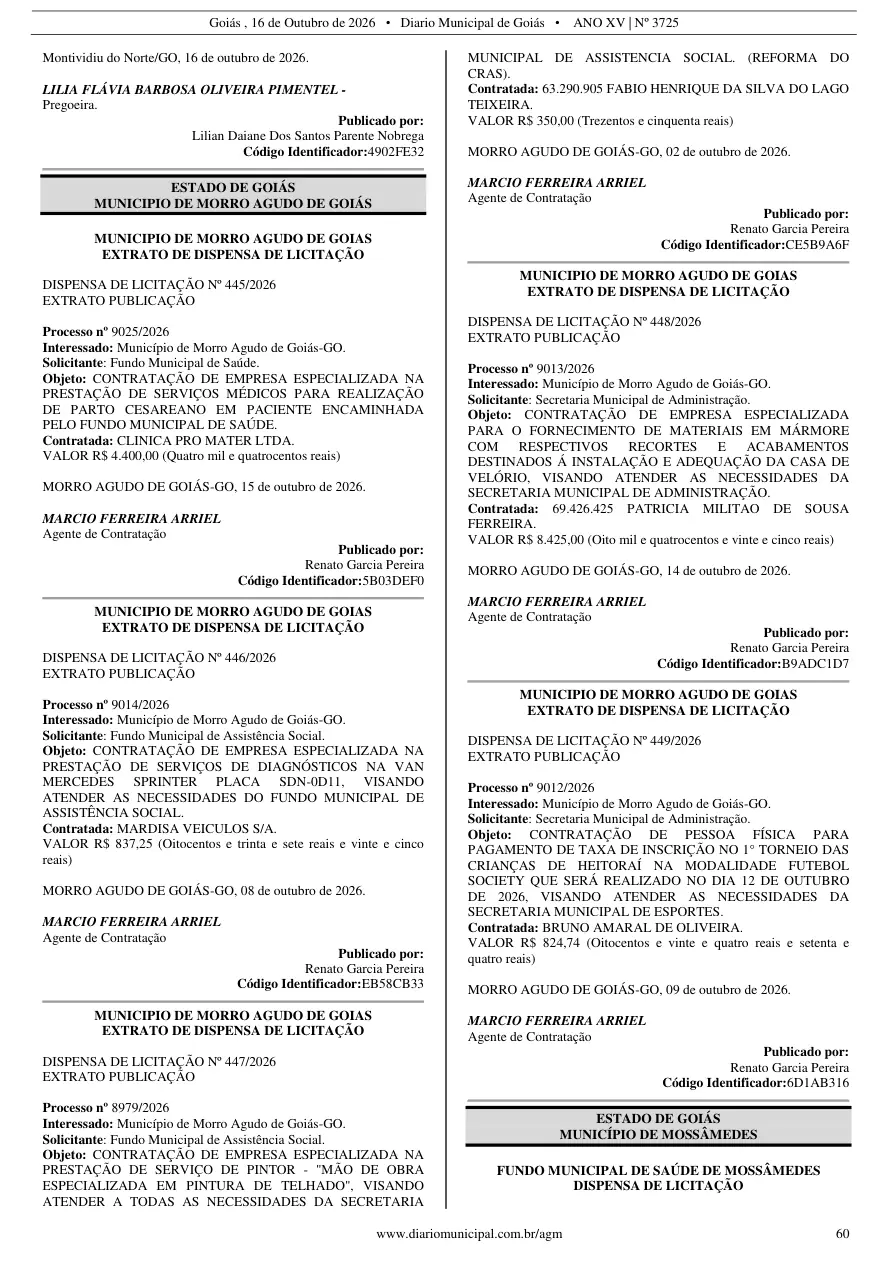 Goiás , 16 de Outubro de 2026 • Diario Municipal de Goiás • ANO XV | Nº 3725
Montividiu do Norte/GO, 16 de outubro de 2026.
LILIA FLÁVIA BARBOSA OLIVEIRA PIMENTEL -
Pregoeira.
Publicado por:
Lilian Daiane Dos Santos Parente Nobrega
Código Identificador:4902FE32
ESTADO DE GOIÁS
MUNICIPIO DE MORRO AGUDO DE GOIÁS
MUNICIPIO DE MORRO AGUDO DE GOIAS
EXTRATO DE DISPENSA DE LICITAÇÃO
DISPENSA DE LICITAÇÃO Nº 445/2026
EXTRATO PUBLICAÇÃO
Processo nº 9025/2026
Interessado: Município de Morro Agudo de Goiás-GO.
Solicitante: Fundo Municipal de Saúde.
Objeto: CONTRATAÇÃO DE EMPRESA ESPECIALIZADA NA
PRESTAÇÃO DE SERVIÇOS MÉDICOS PARA REALIZAÇÃO
DE PARTO CESAREANO EM PACIENTE ENCAMINHADA
PELO FUNDO MUNICIPAL DE SAÚDE.
Contratada: CLINICA PRO MATER LTDA.
VALOR R$ 4.400,00 (Quatro mil e quatrocentos reais)
MORRO AGUDO DE GOIÁS-GO, 15 de outubro de 2026.
MARCIO FERREIRA ARRIEL
Agente de Contratação
Publicado por:
Renato Garcia Pereira
Código Identificador:5B03DEF0
MUNICIPIO DE MORRO AGUDO DE GOIAS
EXTRATO DE DISPENSA DE LICITAÇÃO
DISPENSA DE LICITAÇÃO Nº 446/2026
EXTRATO PUBLICAÇÃO
Processo nº 9014/2026
Interessado: Município de Morro Agudo de Goiás-GO.
Solicitante: Fundo Municipal de Assistência Social.
Objeto: CONTRATAÇÃO DE EMPRESA ESPECIALIZADA NA
PRESTAÇÃO DE SERVIÇOS DE DIAGNÓSTICOS NA VAN
MERCEDES SPRINTER PLACA SDN-0D11, VISANDO
ATENDER AS NECESSIDADES DO FUNDO MUNICIPAL DE
ASSISTÊNCIA SOCIAL.
Contratada: MARDISA VEICULOS S/A.
VALOR R$ 837,25 (Oitocentos e trinta e sete reais e vinte e cinco
reais)
MORRO AGUDO DE GOIÁS-GO, 08 de outubro de 2026.
MARCIO FERREIRA ARRIEL
Agente de Contratação
Publicado por:
Renato Garcia Pereira
Código Identificador:EB58CB33
MUNICIPIO DE MORRO AGUDO DE GOIAS
EXTRATO DE DISPENSA DE LICITAÇÃO
DISPENSA DE LICITAÇÃO Nº 447/2026
EXTRATO PUBLICAÇÃO
Processo nº 8979/2026
Interessado: Município de Morro Agudo de Goiás-GO.
Solicitante: Fundo Municipal de Assistência Social.
Objeto: CONTRATAÇÃO DE EMPRESA ESPECIALIZADA NA
PRESTAÇÃO DE SERVIÇO DE PINTOR - "MÃO DE OBRA
ESPECIALIZADA EM PINTURA DE TELHADO", VISANDO
ATENDER A TODAS AS NECESSIDADES DA SECRETARIA
MUNICIPAL DE ASSISTENCIA SOCIAL. (REFORMA DO
CRAS).
Contratada: 63.290.905 FABIO HENRIQUE DA SILVA DO LAGO
TEIXEIRA.
VALOR R$ 350,00 (Trezentos e cinquenta reais)
MORRO AGUDO DE GOIÁS-GO, 02 de outubro de 2026.
MARCIO FERREIRA ARRIEL
Agente de Contratação
Publicado por:
Renato Garcia Pereira
Código Identificador:CE5B9A6F
MUNICIPIO DE MORRO AGUDO DE GOIAS
EXTRATO DE DISPENSA DE LICITAÇÃO
DISPENSA DE LICITAÇÃO Nº 448/2026
EXTRATO PUBLICAÇÃO
Processo nº 9013/2026
Interessado: Município de Morro Agudo de Goiás-GO.
Solicitante: Secretaria Municipal de Administração.
Objeto: CONTRATAÇÃO DE EMPRESA ESPECIALIZADA
PARA O FORNECIMENTO DE MATERIAIS EM MÁRMORE
COM RESPECTIVOS RECORTES E ACABAMENTOS
DESTINADOS Á INSTALAÇÃO E ADEQUAÇÃO DA CASA DE
VELÓRIO, VISANDO ATENDER AS NECESSIDADES DA
SECRETARIA MUNICIPAL DE ADMINISTRAÇÃO.
Contratada: 69.426.425 PATRICIA MILITAO DE SOUSA
FERREIRA.
VALOR R$ 8.425,00 (Oito mil e quatrocentos e vinte e cinco reais)
MORRO AGUDO DE GOIÁS-GO, 14 de outubro de 2026.
MARCIO FERREIRA ARRIEL
Agente de Contratação
Publicado por:
Renato Garcia Pereira
Código Identificador:B9ADC1D7
MUNICIPIO DE MORRO AGUDO DE GOIAS
EXTRATO DE DISPENSA DE LICITAÇÃO
DISPENSA DE LICITAÇÃO Nº 449/2026
EXTRATO PUBLICAÇÃO
Processo nº 9012/2026
Interessado: Município de Morro Agudo de Goiás-GO.
Solicitante: Secretaria Municipal de Administração.
Objeto: CONTRATAÇÃO DE PESSOA FÍSICA PARA
PAGAMENTO DE TAXA DE INSCRIÇÃO NO 1° TORNEIO DAS
CRIANÇAS DE HEITORAÍ NA MODALIDADE FUTEBOL
SOCIETY QUE SERÁ REALIZADO NO DIA 12 DE OUTUBRO
DE 2026, VISANDO ATENDER AS NECESSIDADES DA
SECRETARIA MUNICIPAL DE ESPORTES.
Contratada: BRUNO AMARAL DE OLIVEIRA.
VALOR R$ 824,74 (Oitocentos e vinte e quatro reais e setenta e
quatro reais)
MORRO AGUDO DE GOIÁS-GO, 09 de outubro de 2026.
MARCIO FERREIRA ARRIEL
Agente de Contratação
Publicado por:
Renato Garcia Pereira
Código Identificador:6D1AB316
ESTADO DE GOIÁS
MUNICÍPIO DE MOSSÂMEDES
FUNDO MUNICIPAL DE SAÚDE DE MOSSÂMEDES
DISPENSA DE LICITAÇÃO
www.diariomunicipal.com.br/agm 60